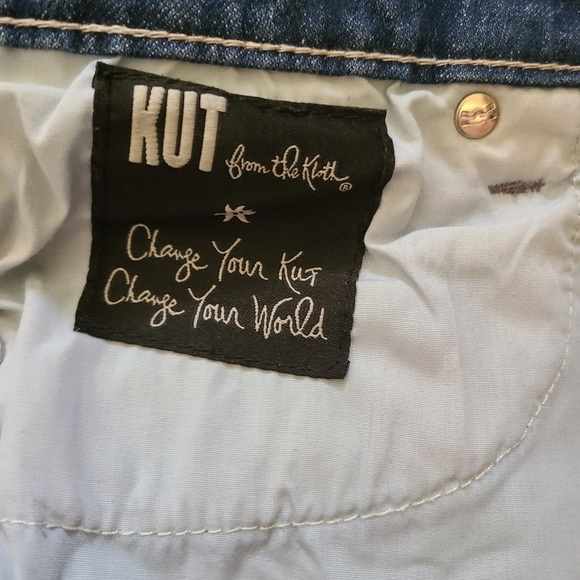 KUT from the Kloth®
Change Your Kut
Change Your World